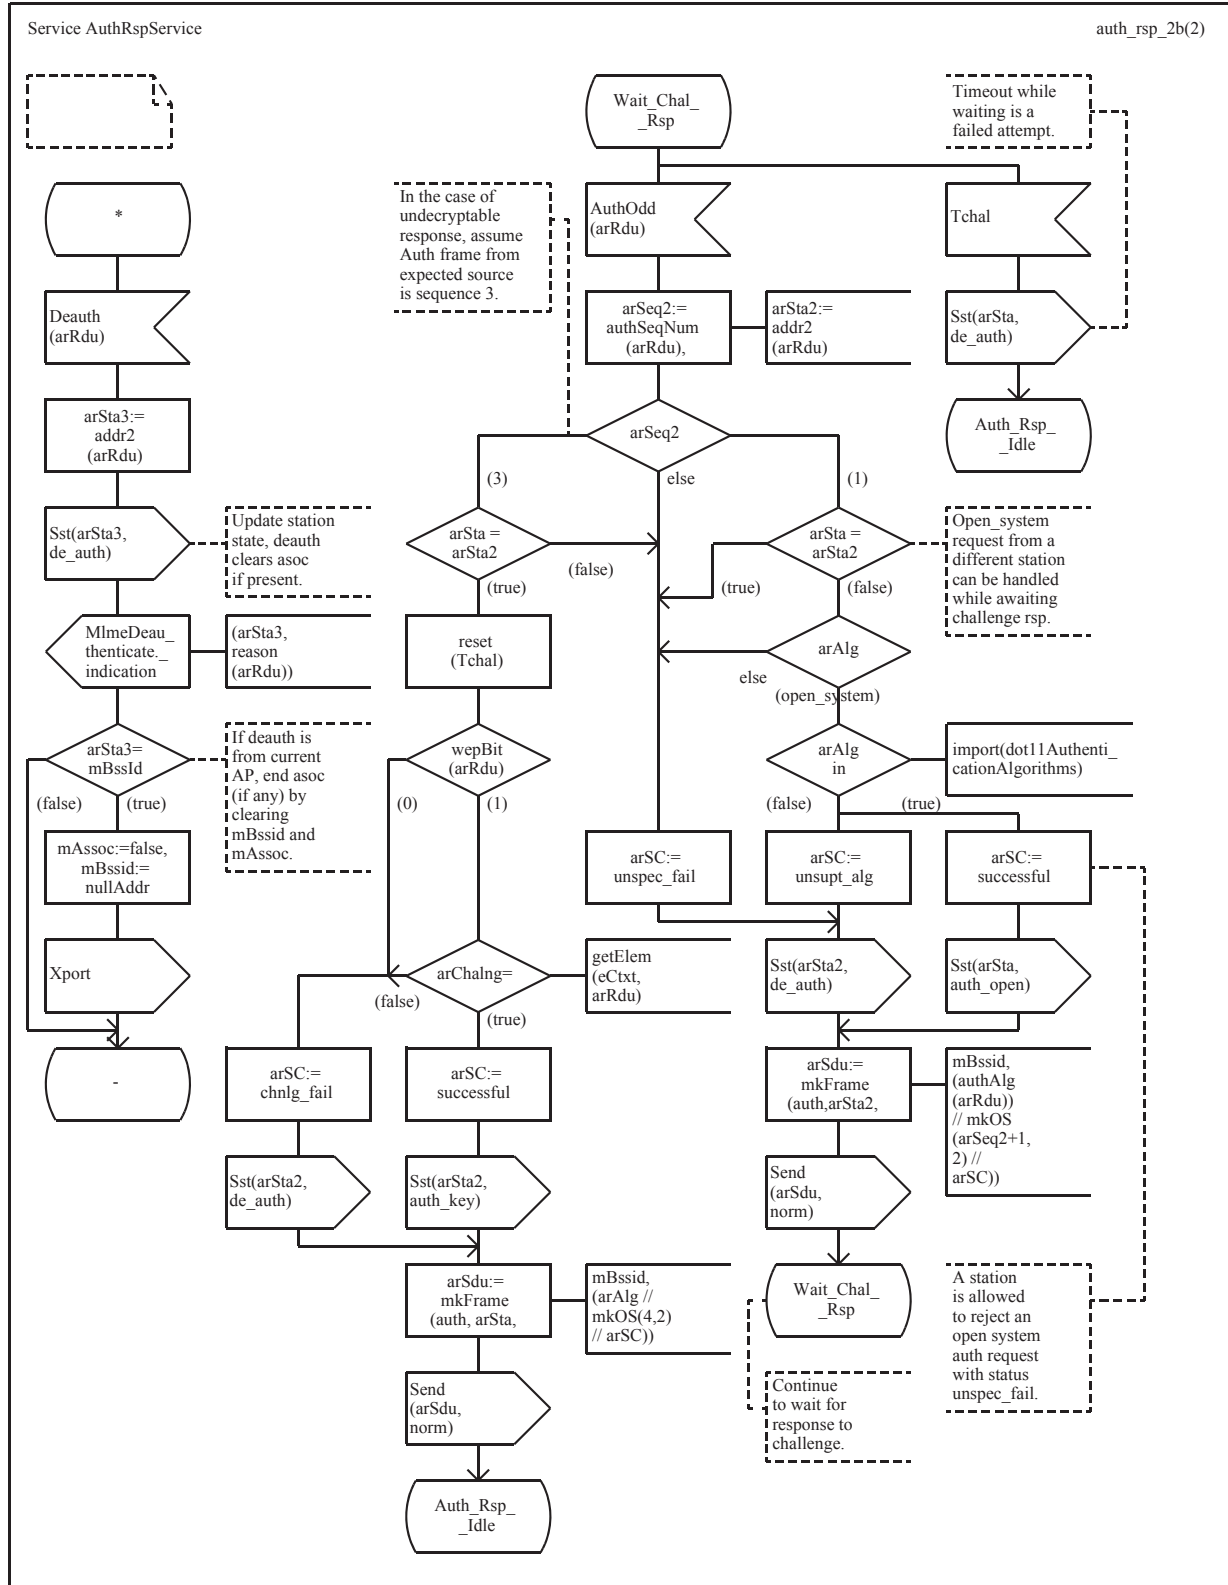 Service AuthRspService
auth_rsp_2b(2)
*
Deauth
(arRdu)
arSta3:=
addr2
(arRdu)
Sst(arSta3,
de_auth)
Update station
state, deauth
clears asoc
if present.
MlmeDeau_
thenticate._
indication
(arSta3,
reason
(arRdu))
arSta3=
mBssId
(false)
(true)
If deauth is
from current
AP, end asoc
(if any) by
clearing
mBssid and
mAssoc.
mAssoc:=false,
mBssid:=
nullAddr
Xport
-
Wait_Chal_
_Rsp
Timeout while
waiting is a
failed attempt.
In the case of
undecryptable
response, assume
Auth frame from
expected source
is sequence 3.
AuthOdd
(arRdu)
Tchal
arSeq2:=
authSeqNum
(arRdu),
arSta2:=
addr2
(arRdu)
Sst(arSta,
de_auth)
Auth_Rsp_
_Idle
arSeq2
(3)
else
(1)
arSta =
arSta2
(false)
(true)
arSta =
arSta2
(true)
(false)
Open_system
request from a
different station
can be handled
while awaiting
challenge rsp.
reset
(Tchal)
arAlg
else
(open_system)
wepBit
(arRdu)
(0)
(1)
arAlg
in
(false)
(true)
import(dot11Authenti_
cationAlgorithms)
arSC:=
unspec_fail
arSC:=
unsupt_alg
arSC:=
successful
arChalng=
(false)
(true)
getElem
(eCtxt,
arRdu)
Sst(arSta2,
de_auth)
Sst(arSta,
auth_open)
arSC:=
chnlg_fail
arSC:=
successful
arSdu:=
mkFrame
(auth,arSta2,
mBssid,
(authAlg
(arRdu))
// mkOS
(arSeq2+1,
2) //
arSC))
Sst(arSta2,
de_auth)
Sst(arSta2,
auth_key)
Send
(arSdu,
norm)
arSdu:=
mkFrame
(auth, arSta,
mBssid,
(arAlg //
mkOS(4,2)
// arSC))
Wait_Chal_
_Rsp
A station
is allowed
to reject an
open system
auth request
with status
unspec_fail.
Send
(arSdu,
norm)
Continue
to wait for
response to
challenge.
Auth_Rsp_
_Idle